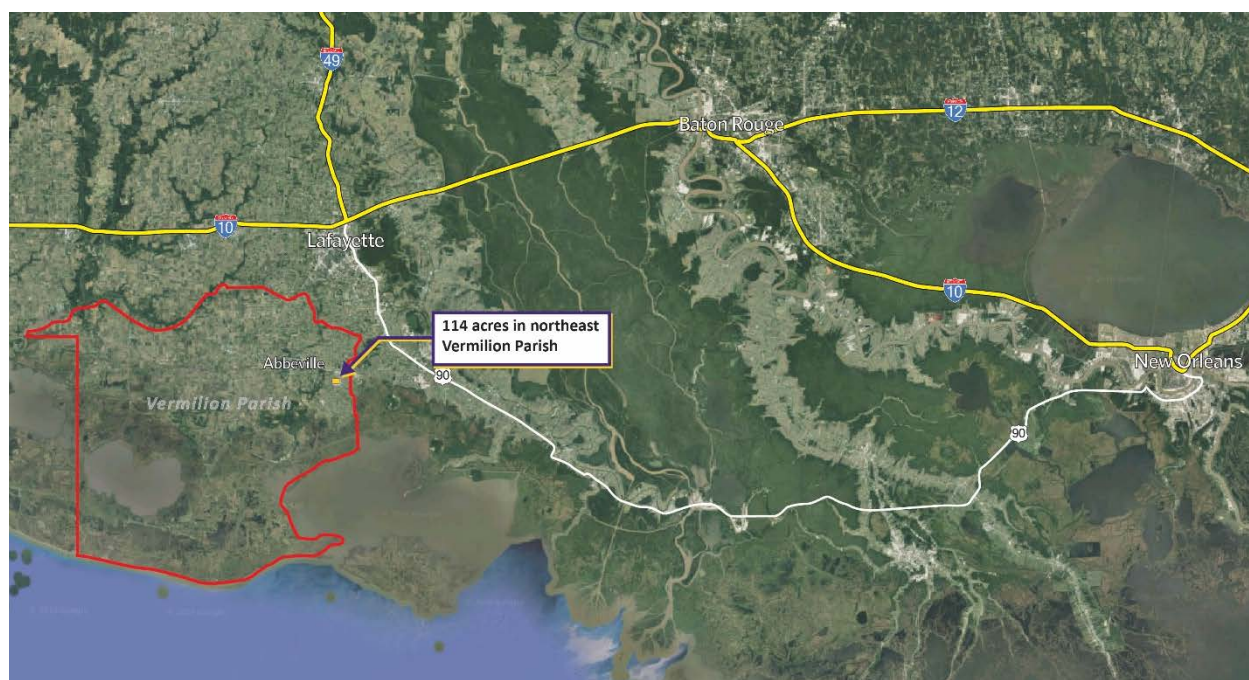 49
12
Baton Rouge
10
Lafayette
10
114 acres in northeast
Vermilion Parish
Abbeville
New Orleans
90
Vermilion Parish
90